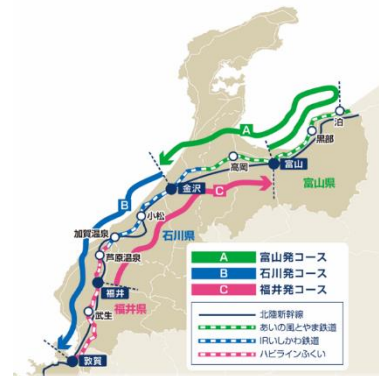 泊
A
黒部
高岡
富山
金沢
富山県
C
B
小松
石川県
加賀温泉
芦原温泉
A 富山発コース
B 石川発コース
C 福井発コース
福井
福井県
北陸新幹線
あいの風とやま鉄道
武生
IRいしかわ鉄道
ハピラインふくい
敦賀